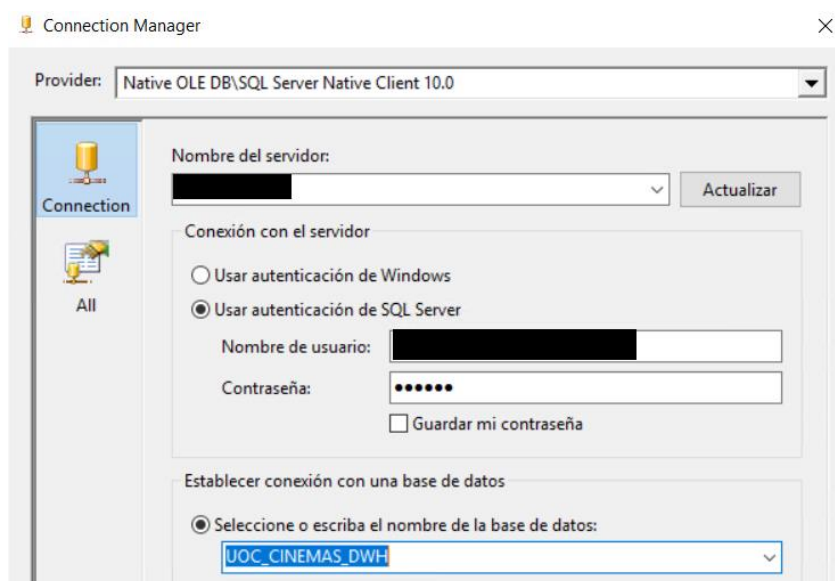 Connection Manager
Provider: Native OLE DB\SQL Server Native Client 10.0
Connection
All
Nombre del servidor:
Actualizar
Conexión con el servidor
Usar autenticación de Windows
Usar autenticación de SQL Server
Nombre de usuario:
Contraseña: ••••••
Guardar mi contraseña
Establecer conexión con una base de datos
Seleccione o escriba el nombre de la base de datos:
UOC_CINEMAS_DWH